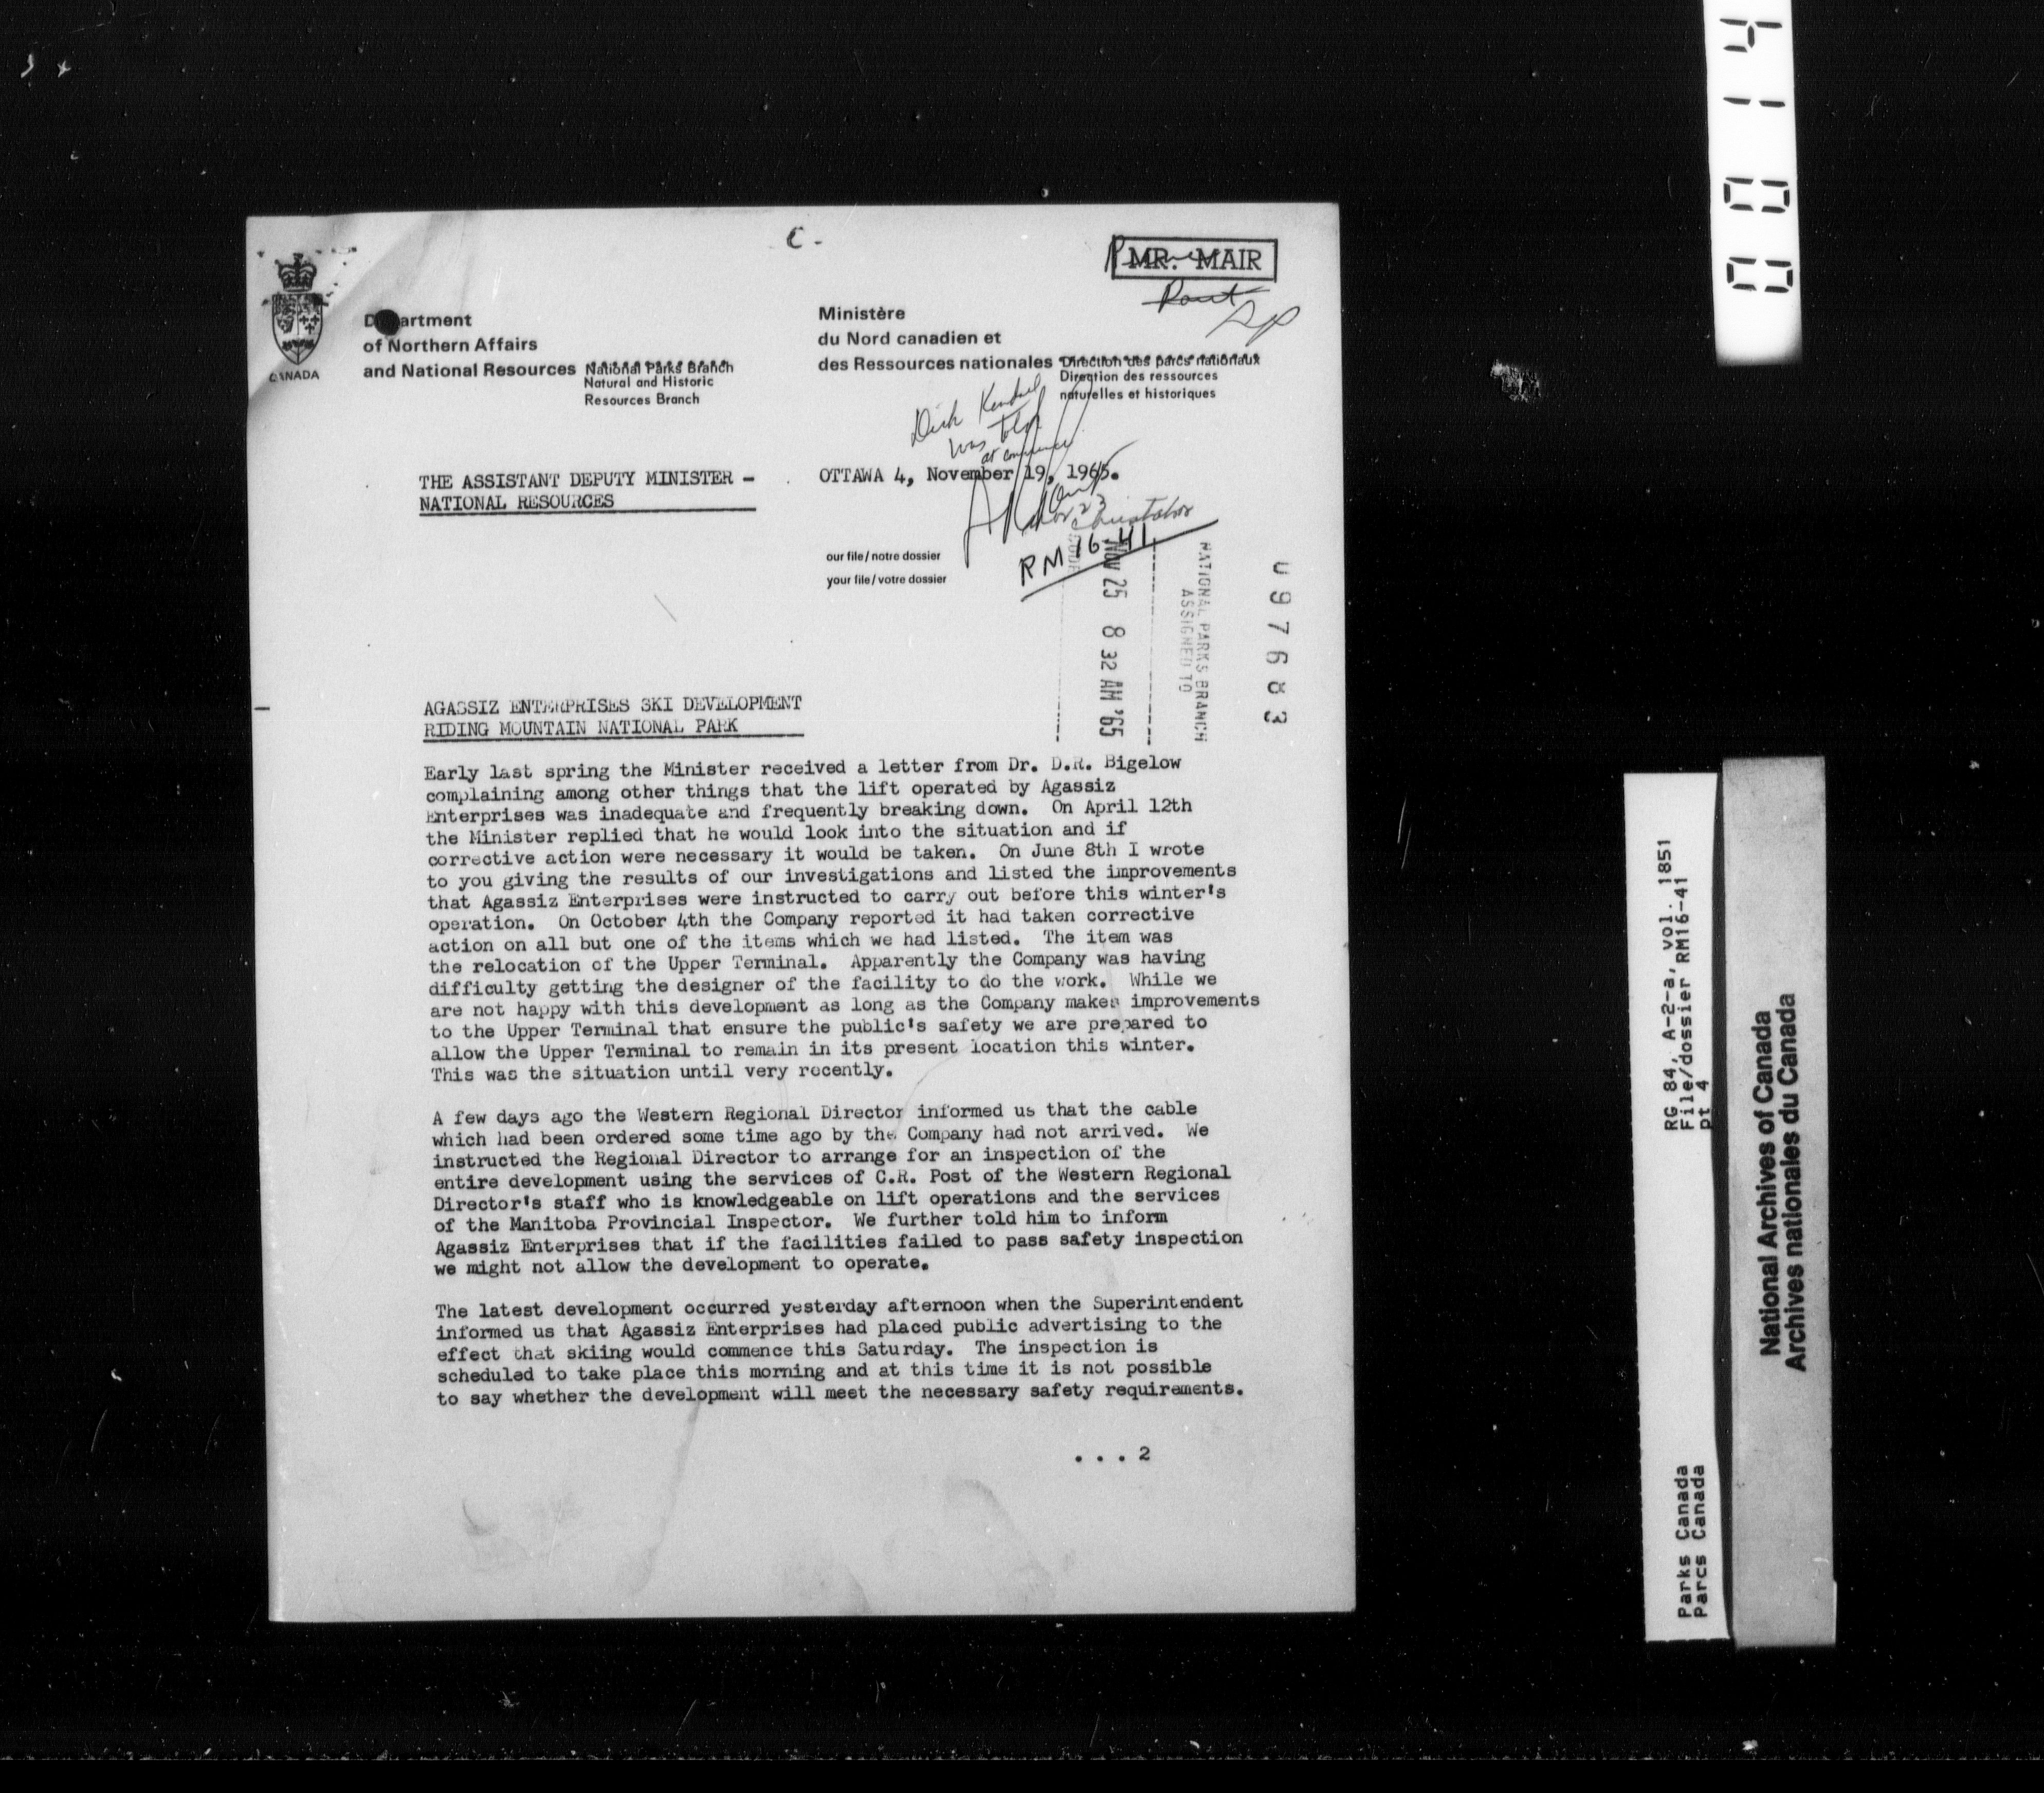 C.
MR. MAIR
CANADA
Department
of Northern Affairs
and National Resources National Parks Branch
Natural and Historic
Resources Branch
Ministère
du Nord canadien et
des Ressources nationales Direction des parcs nationaux
Direction des ressources
naturelles et historiques
was told
THE ASSISTANT DEPUTY MINISTER -
NATIONAL RESOURCES
OTTAWA 4, November 19, 1965.
our file/notre dossier
RM 16-41
your file/votre dossier
NOV 25 8 32 AM '65
NATIONAL PARKS BRANCH
ASSIGNED TO
097683
AGASSIZ ENTERPRISES SKI DEVELOPMENT
RIDING MOUNTAIN NATIONAL PARK
Early last spring the Minister received a letter from Dr. D.R. Bigelow
complaining among other things that the lift operated by Agassiz
Enterprises was inadequate and frequently breaking down. On April 12th
the Minister replied that he would look into the situation and if
corrective action were necessary it would be taken. On June 8th I wrote
to you giving the results of our investigations and listed the improvements
that Agassiz Enterprises were instructed to carry out before this winter's
operation. On October 4th the Company reported it had taken corrective
action on all but one of the items which we had listed. The item was
the relocation of the Upper Terminal. Apparently the Company was having
difficulty getting the designer of the facility to do the work. While we
are not happy with this development as long as the Company makes improvements
to the Upper Terminal that ensure the public's safety we are prepared to
allow the Upper Terminal to remain in its present location this winter.
This was the situation until very recently.
A few days ago the Western Regional Director informed us that the cable
which had been ordered some time ago by the Company had not arrived. We
instructed the Regional Director to arrange for an inspection of the
entire development using the services of C.R. Post of the Western Regional
Director's staff who is knowledgeable on lift operations and the services
of the Manitoba Provincial Inspector. We further told him to inform
Agassiz Enterprises that if the facilities failed to pass safety inspection
we might not allow the development to operate.
The latest development occurred yesterday afternoon when the Superintendent
informed us that Agassiz Enterprises had placed public advertising to the
effect that skiing would commence this Saturday. The inspection is
scheduled to take place this morning and at this time it is not possible
to say whether the development will meet the necessary safety requirements.
. . . 2
RG 84, A-2-a, vol. 1851
File/dossier RM16-41
pt 4
Parks Canada
Parcs Canada
National Archives of Canada
Archives nationales du Canada